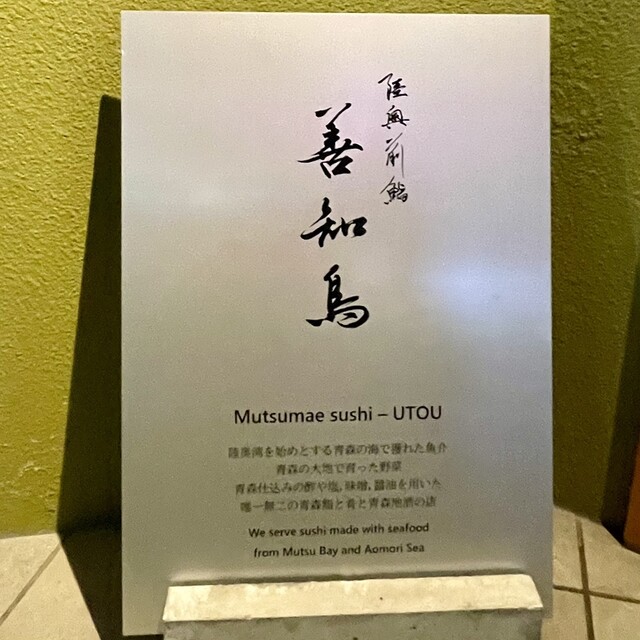 陸奥前鮨
善知鳥
Mutsumae sushi – UTOU
陸奥湾を始めとする青森の海で獲れた魚介
青森の大地で育った野菜
青森仕込みの酢や塩,味噌,醤油を用いた
唯一無二の青森鮨と肴と青森地酒の店
We serve sushi made with seafood
from Mutsu Bay and Aomori Sea